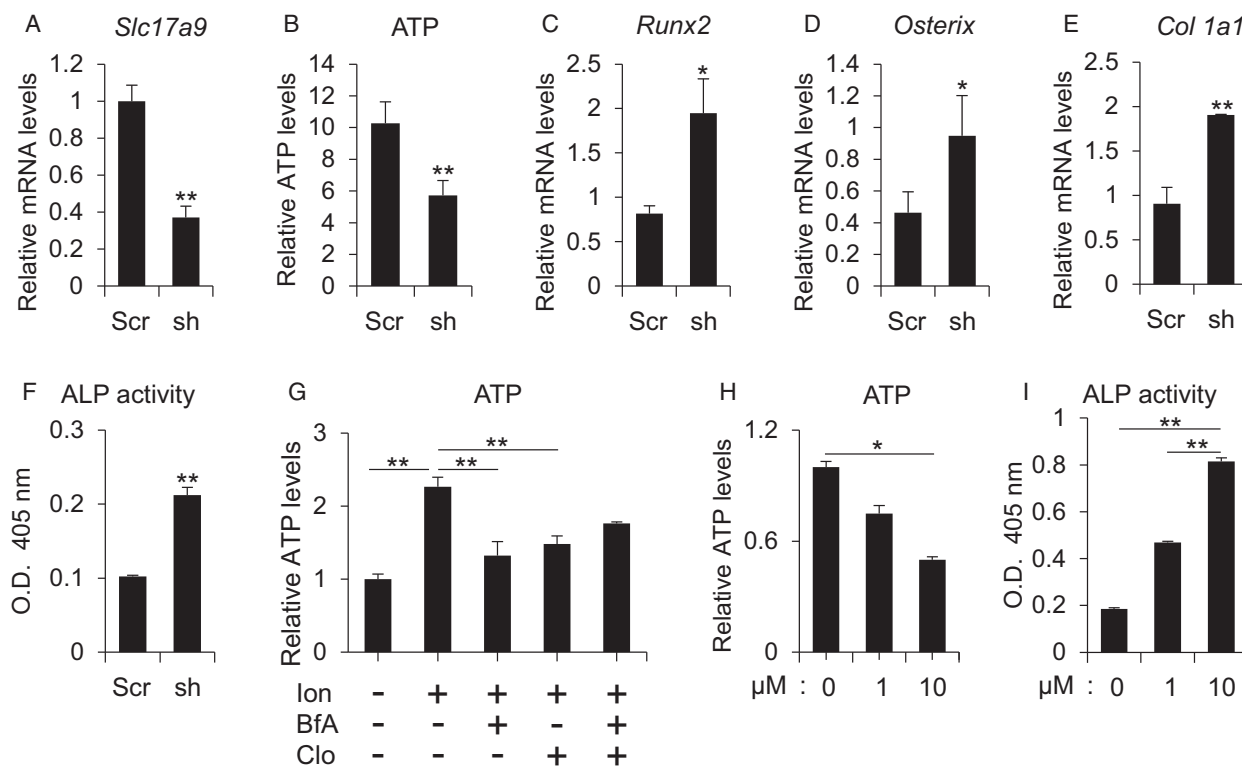 A Slc17a9
Relative mRNA levels
1.2
1
0.8
0.6
0.4
0.2
0
**
Scr sh
B ATP
Relative ATP levels
14
12
10
8
6
4
2
0
**
Scr sh
C Runx2
Relative mRNA levels
2.5
2
1.5
1
0.5
0
*
Scr sh
D Osterix
Relative mRNA levels
1.4
1.2
1
0.8
0.6
0.4
0.2
0
*
Scr sh
E Col 1a1
Relative mRNA levels
2.5
2
1.5
1
0.5
0
**
Scr sh
F ALP activity
O.D. 405 nm
0.3
0.2
0.1
0
**
Scr sh
G ATP
Relative ATP levels
3
2
1
0
**
** **
Ion - + + + +
BfA - - + - +
Clo - - - + +
H ATP
Relative ATP levels
1.2
0.6
0
*
µM : 0 1 10
I ALP activity
O.D. 405 nm
1
0.8
0.6
0.4
0.2
0
**
**
µM : 0 1 10